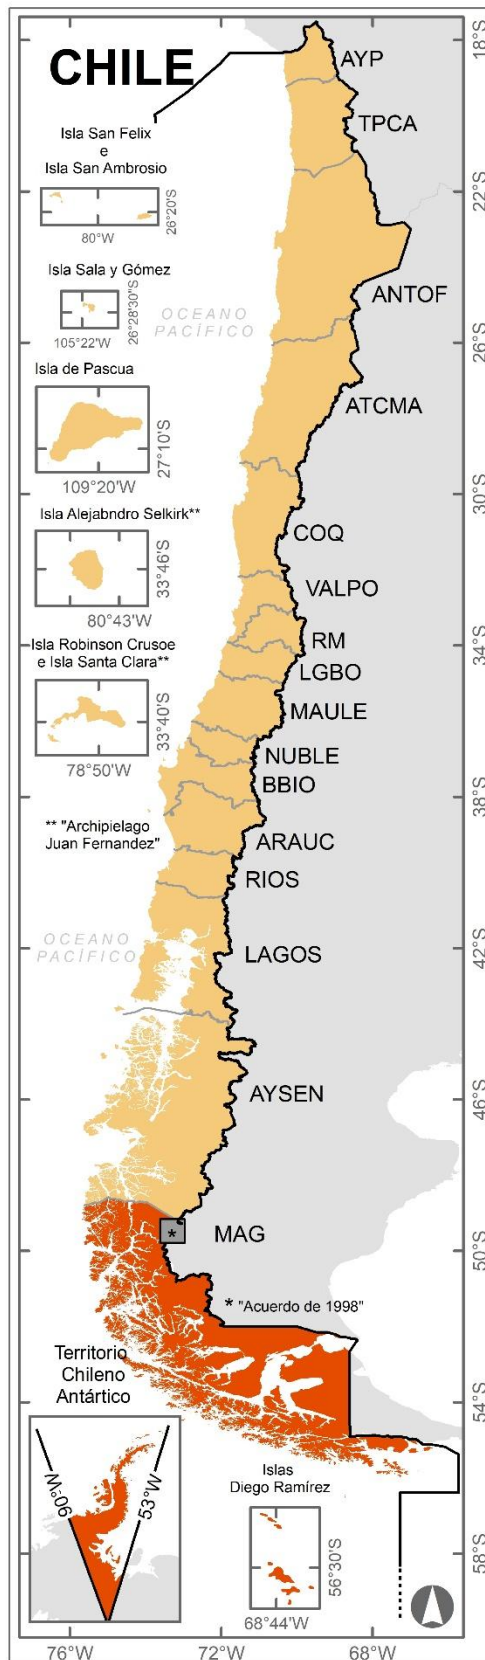 CHILE
Isla San Felix
e
Isla San Ambrosio
80°W
26°20'S
Isla Sala y Gómez
105°22'W
26°28'30"S
OCEANO
PACÍFICO
Isla de Pascua
109°20'W
27°10'S
Isla Alejabndro Selkirk**
80°43'W
33°46'S
Isla Robinson Crusoe
e Isla Santa Clara**
78°50'W
33°40'S
** "Archipielago
Juan Fernandez"
OCEANO
PACÍFICO
AYP
TPCA
ANTOF
ATCMA
COQ
VALPO
RM
LGBO
MAULE
NUBLE
BBIO
ARAUC
RIOS
LAGOS
AYSEN
MAG
*
* "Acuerdo de 1998"
Territorio
Chileno
Antártico
90°W
53°W
Islas
Diego Ramírez
68°44'W
56°30'S
18°S
22°S
26°S
30°S
34°S
38°S
42°S
46°S
50°S
54°S
58°S
76°W
72°W
68°W